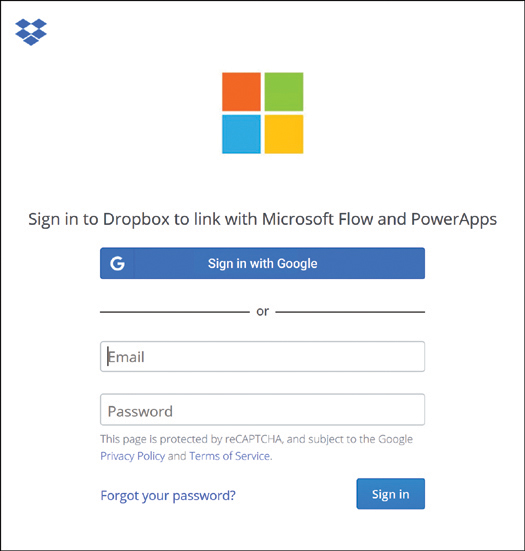 Sign in to Dropbox to link with Microsoft Flow and PowerApps
G Sign in with Google
or
Email
Password
This page is protected by reCAPTCHA, and subject to the Google
Privacy Policy and Terms of Service.
Forgot your password? Sign in